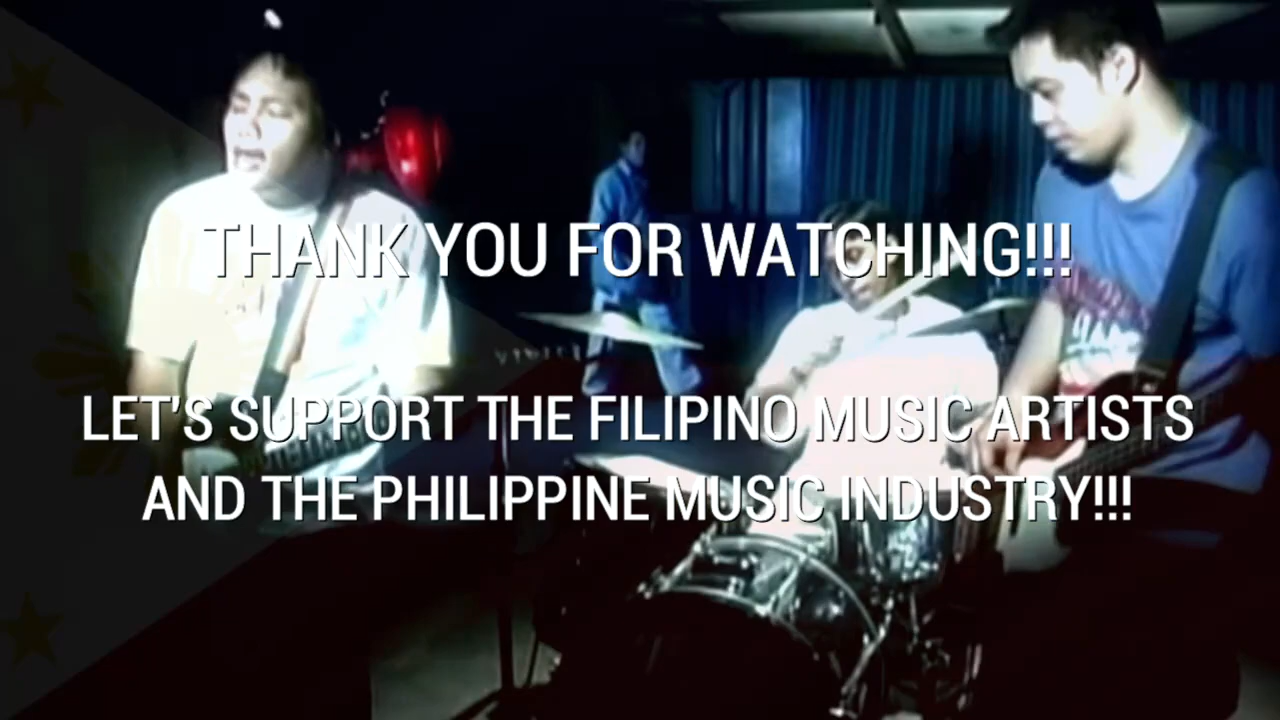 THANK YOU FOR WATCHING!!!
LET'S SUPPORT THE FILIPINO MUSIC ARTISTS
AND THE PHILIPPINE MUSIC INDUSTRY!!!